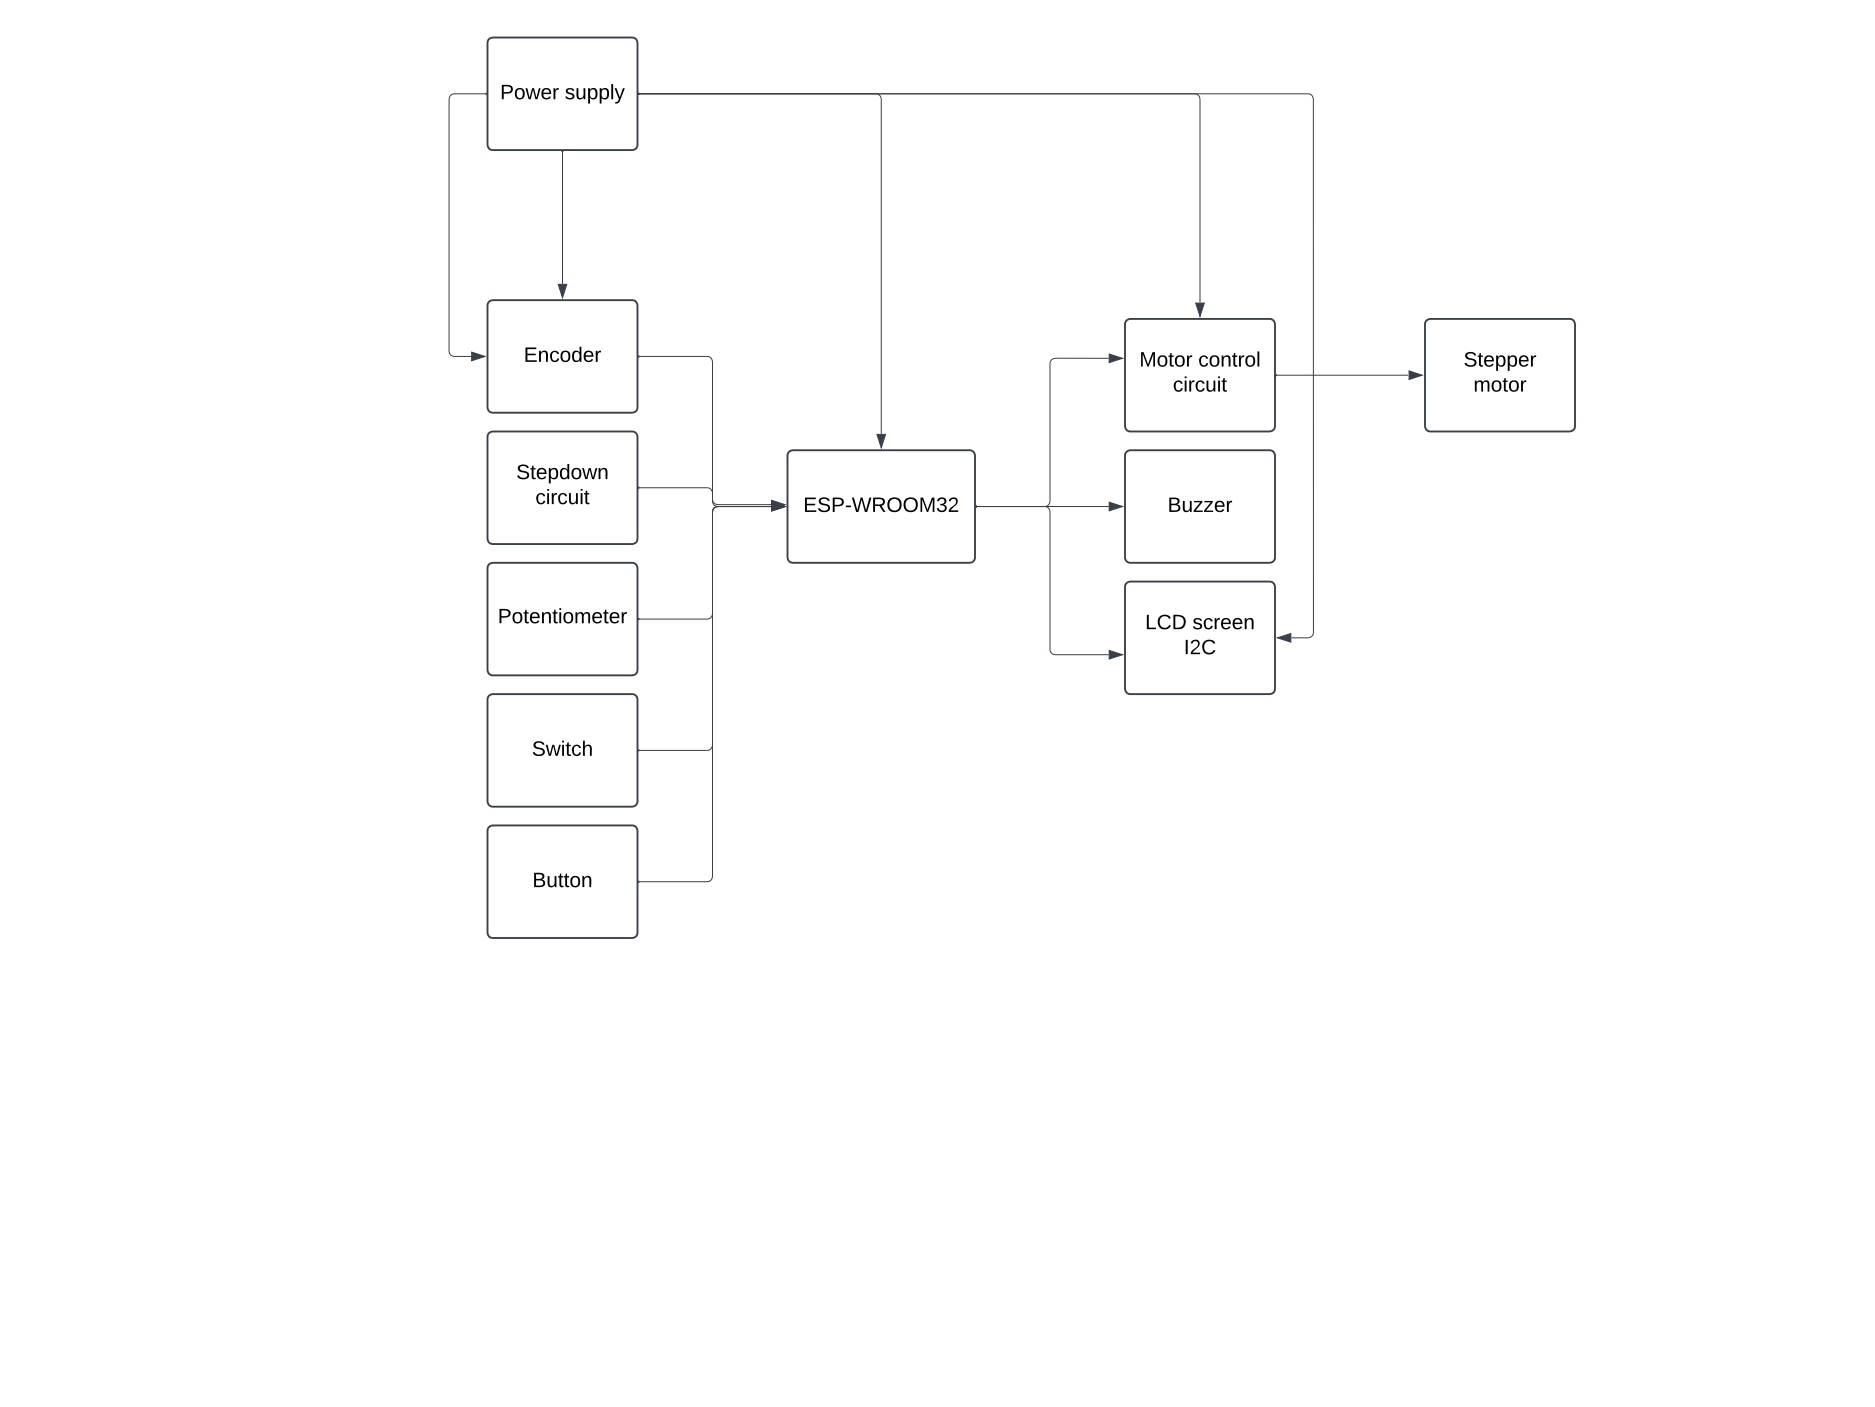 Power supply
Encoder
Stepdown
circuit
Potentiometer
Switch
Button
ESP-WROOM32
Motor control
circuit
Buzzer
LCD screen
I2C
Stepper
motor